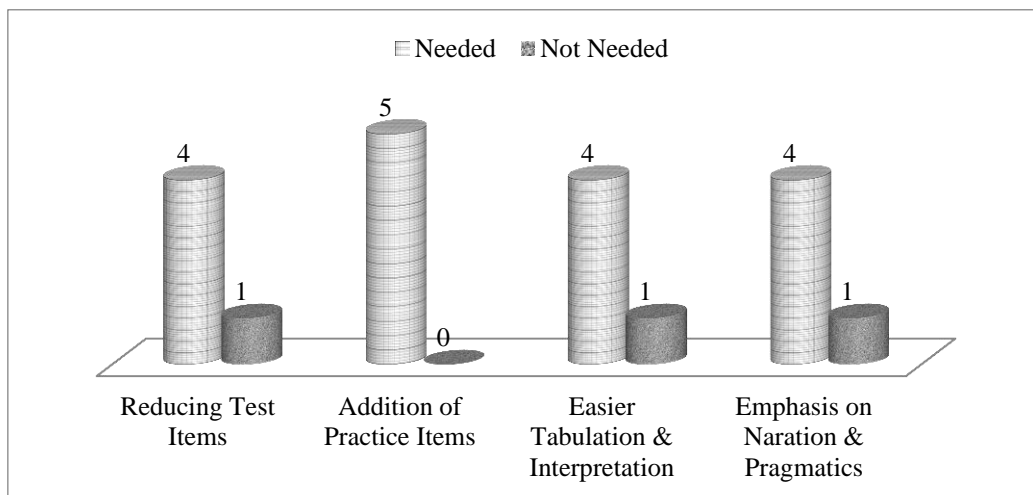 Needed Not Needed
4 1 5 0 4 1 4 1
Reducing Test
Items
Addition of
Practice Items
Easier
Tabulation &
Interpretation
Emphasis on
Naration &
Pragmatics